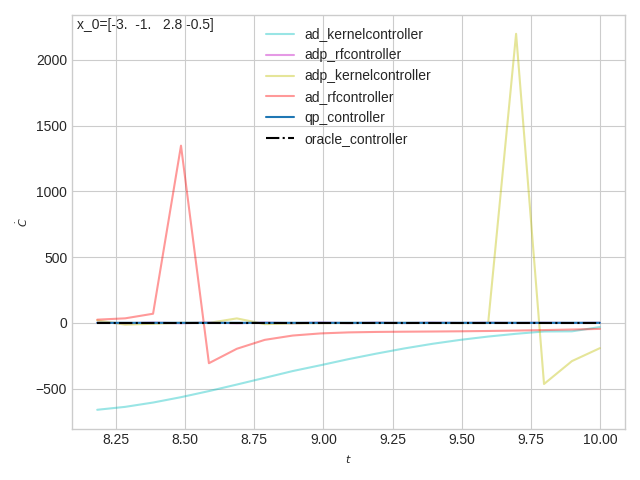 x_0=[-3.  -1.   2.8 -0.5]
ad_kernelcontroller
adp_rfcontroller
adp_kernelcontroller
ad_rfcontroller
qp_controller
oracle_controller
2000
1500
1000
500
0
−500
Ċ
8.25 8.50 8.75 9.00 9.25 9.50 9.75 10.00
t